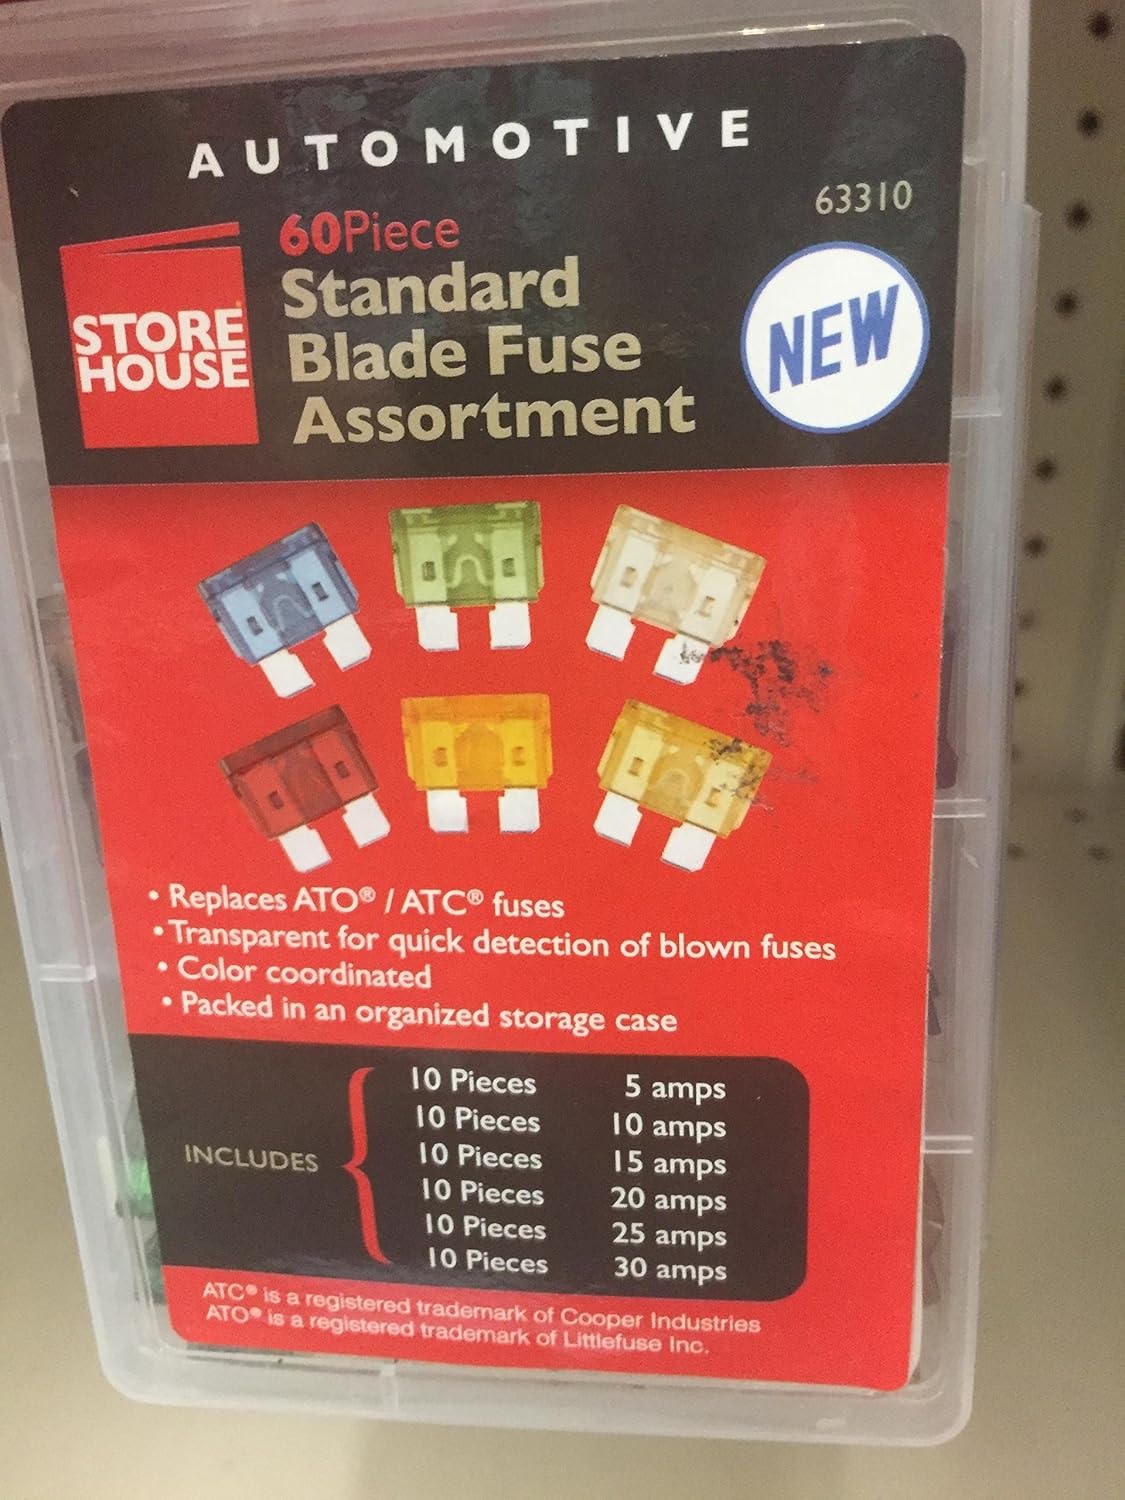 AUTOMOTIVE
63310
60Piece
Standard
Blade Fuse
Assortment
STORE
HOUSE
NEW
• Replaces ATO® / ATC® fuses
• Transparent for quick detection of blown fuses
• Color coordinated
• Packed in an organized storage case
INCLUDES
10 Pieces 5 amps
10 Pieces 10 amps
10 Pieces 15 amps
10 Pieces 20 amps
10 Pieces 25 amps
10 Pieces 30 amps
ATC® is a registered trademark of Cooper Industries
ATO® is a registered trademark of Littlefuse Inc.